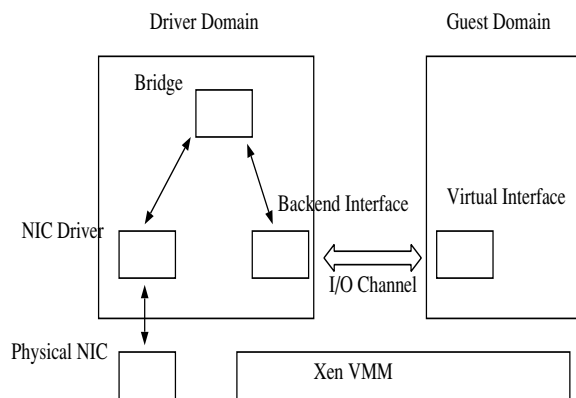 Driver Domain
Guest Domain
Bridge
Backend Interface
Virtual Interface
NIC Driver
I/O Channel
Physical NIC
Xen VMM